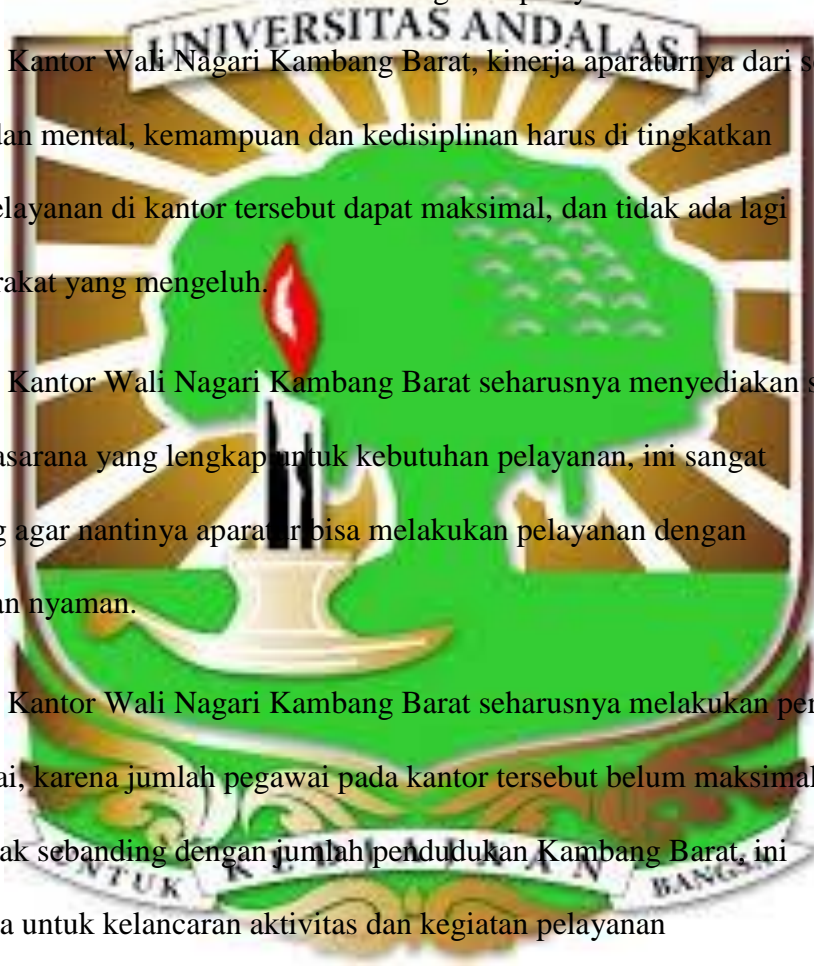 UNIVERSITAS ANDALAS
Kantor Wali Nagari Kambang Barat, kinerja aparaturnya dari
dan mental, kemampuan dan kedisiplinan harus di tingkatkan
elayanan di kantor tersebut dapat maksimal, dan tidak ada lagi
rakat yang mengeluh.
Kantor Wali Nagari Kambang Barat seharusnya menyediakan s
asarana yang lengkap untuk kebutuhan pelayanan, ini sangat
g agar nantinya aparatur bisa melakukan pelayanan dengan
an nyaman.
Kantor Wali Nagari Kambang Barat seharusnya melakukan pe
ai, karena jumlah pegawai pada kantor tersebut belum maksimal
ak sebanding dengan jumlah pendudukan Kambang Barat, ini
a untuk kelancaran aktivitas dan kegiatan pelayanan
UNTUK KEDJAJAAN BANGSA